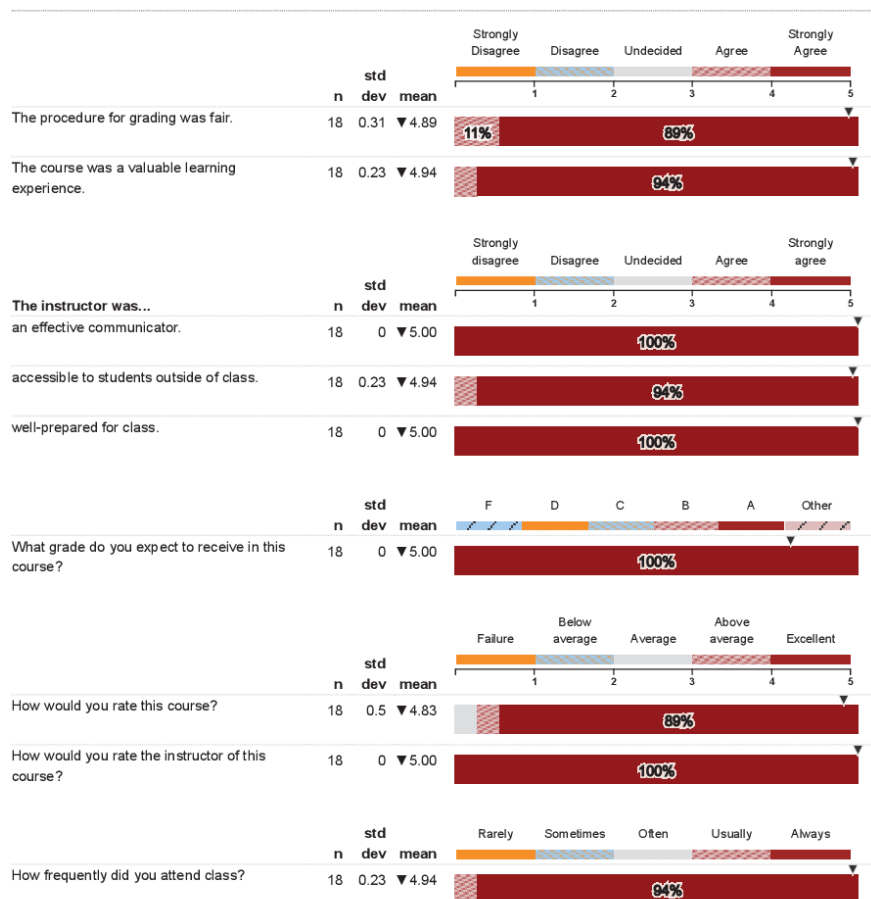 Strongly Disagree Disagree Undecided Agree Strongly Agree
n std dev mean 1 2 3 4 5
The procedure for grading was fair. 18 0.31 ▼4.89 11% 89%
The course was a valuable learning
experience. 18 0.23 ▼4.94 94%
Strongly disagree Disagree Undecided Agree Strongly agree
The instructor was... n std dev mean 1 2 3 4 5
an effective communicator. 18 0 ▼5.00 100%
accessible to students outside of class. 18 0.23 ▼4.94 94%
well-prepared for class. 18 0 ▼5.00 100%
n std dev mean F D C B A Other
What grade do you expect to receive in this
course? 18 0 ▼5.00 100%
Failure Below average Average Above average Excellent
n std dev mean 1 2 3 4 5
How would you rate this course? 18 0.5 ▼4.83 89%
How would you rate the instructor of this
course? 18 0 ▼5.00 100%
n std dev mean Rarely Sometimes Often Usually Always
How frequently did you attend class? 18 0.23 ▼4.94 94%